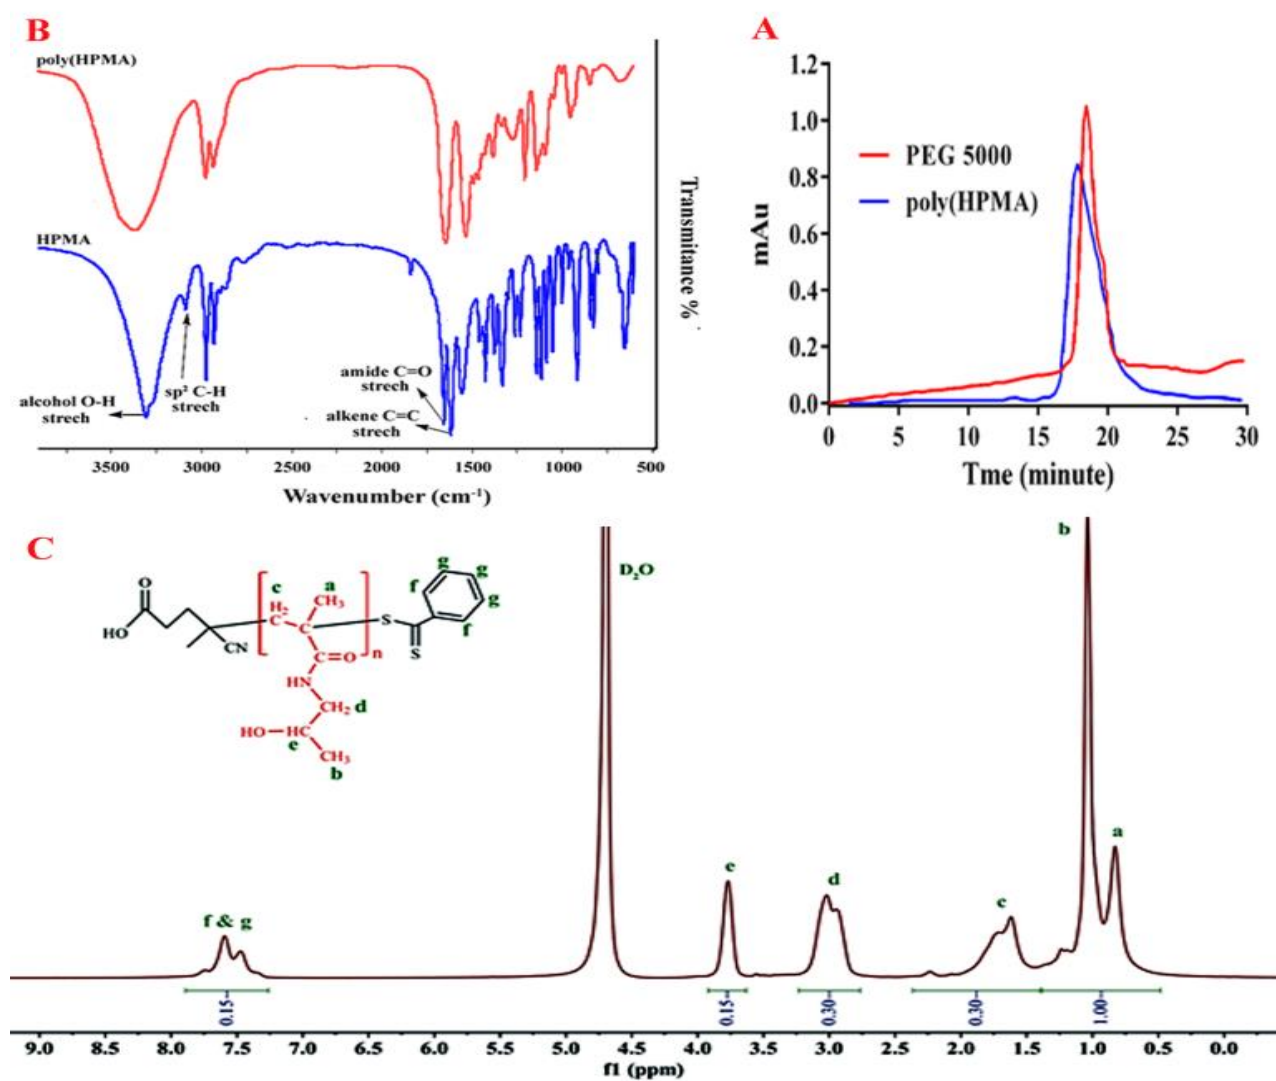 B
poly(HPMA)
HPMA
alcohol O-H
strech
sp² C-H
strech
amide C=O
strech
alkene C=C
strech
Transmitance %
3500 3000 2500 2000 1500 1000 500
Wavenumber (cm⁻¹)
A
1.2
1.0
0.8
0.6
0.4
0.2
0.0
mAu
PEG 5000
poly(HPMA)
0 5 10 15 20 25 30
Tme (minute)
C
O
HO
CN
c
H₂
C
a
CH₃
C
n
C=O
HN
CH₂ d
HO-HC
e
CH₃
b
S
S
f
g
g
g
f
D₂O
f & g
e
d
c
b
a
0.15
0.15
0.30
0.30
1.00
9.0 8.5 8.0 7.5 7.0 6.5 6.0 5.5 5.0 4.5 4.0 3.5 3.0 2.5 2.0 1.5 1.0 0.5 0.0
f1 (ppm)